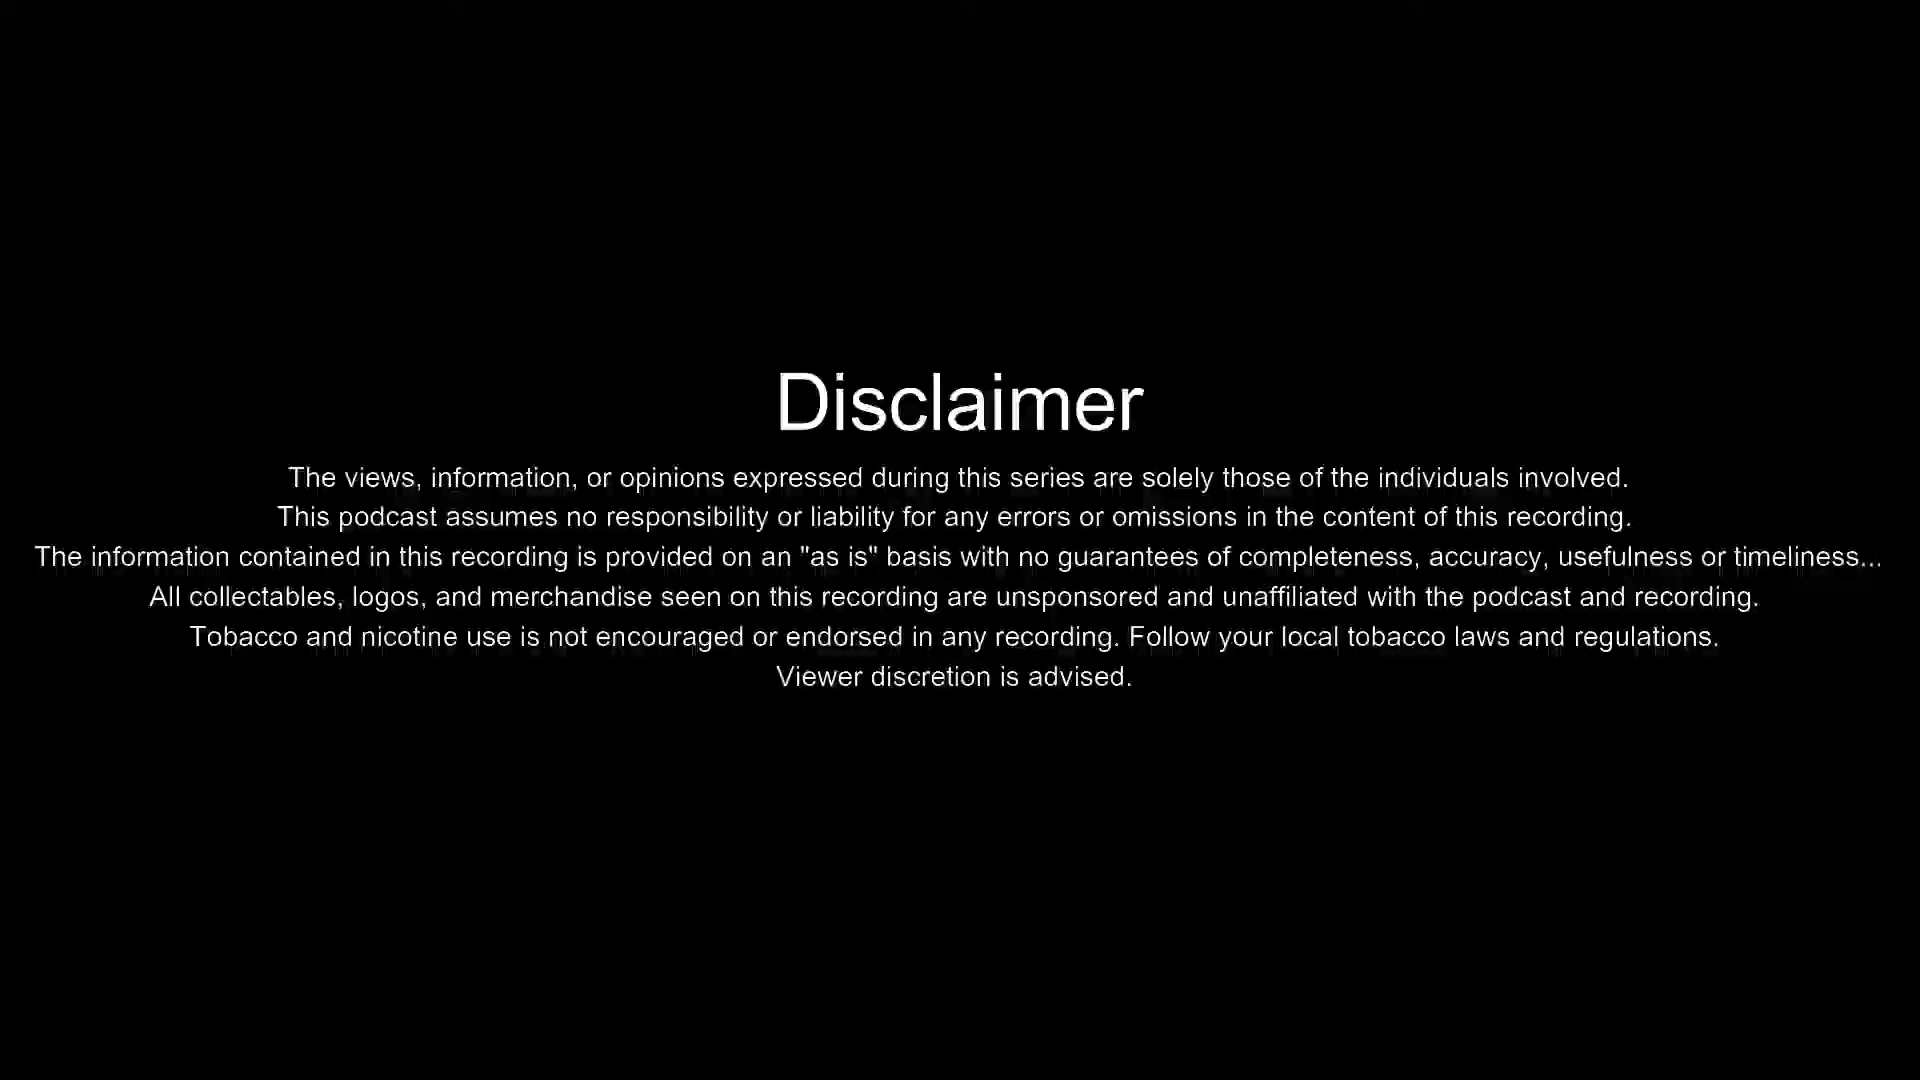 Disclaimer
The views, information, or opinions expressed during this series are solely those of the individuals involved.
This podcast assumes no responsibility or liability for any errors or omissions in the content of this recording.
The information contained in this recording is provided on an "as is" basis with no guarantees of completeness, accuracy, usefulness or timeliness...
All collectables, logos, and merchandise seen on this recording are unsponsored and unaffiliated with the podcast and recording.
Tobacco and nicotine use is not encouraged or endorsed in any recording. Follow your local tobacco laws and regulations.
Viewer discretion is advised.